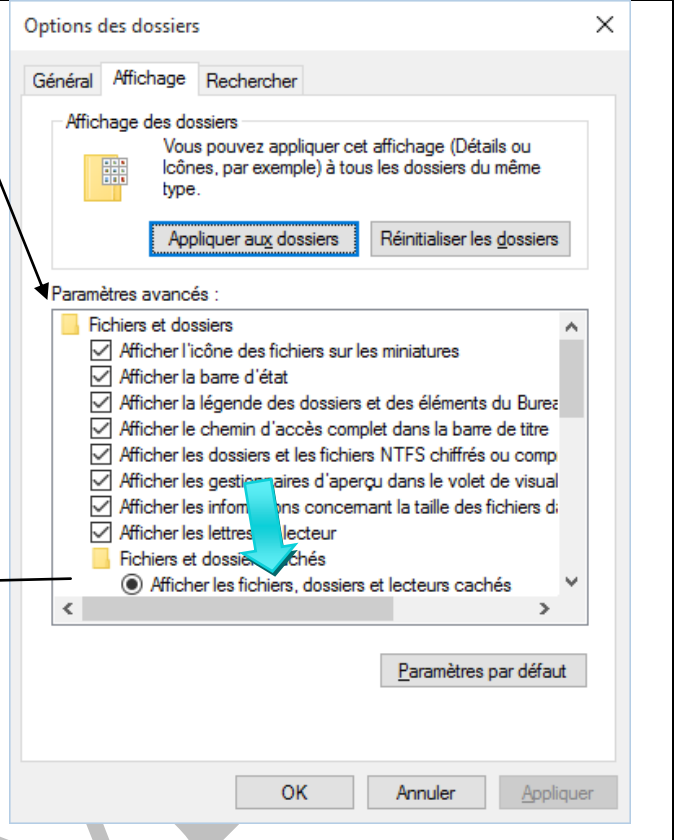 Options des dossiers
Général Affichage Rechercher
Affichage des dossiers
Vous pouvez appliquer cet affichage (Détails ou
Icônes, par exemple) à tous les dossiers du même
type.
Appliquer aux dossiers Réinitialiser les dossiers
Paramètres avancés :
Fichiers et dossiers
Afficher l'icône des fichiers sur les miniatures
Afficher la barre d'état
Afficher la légende des dossiers et des éléments du Burea
Afficher le chemin d'accès complet dans la barre de titre
Afficher les dossiers et les fichiers NTFS chiffrés ou comp
Afficher les gestionnaires d'aperçu dans le volet de visual
Afficher les informations concernant la taille des fichiers da
Afficher les lettres lecteur
Fichiers et dossiers cachés
Afficher les fichiers, dossiers et lecteurs cachés
Paramètres par défaut
OK Annuler Appliquer